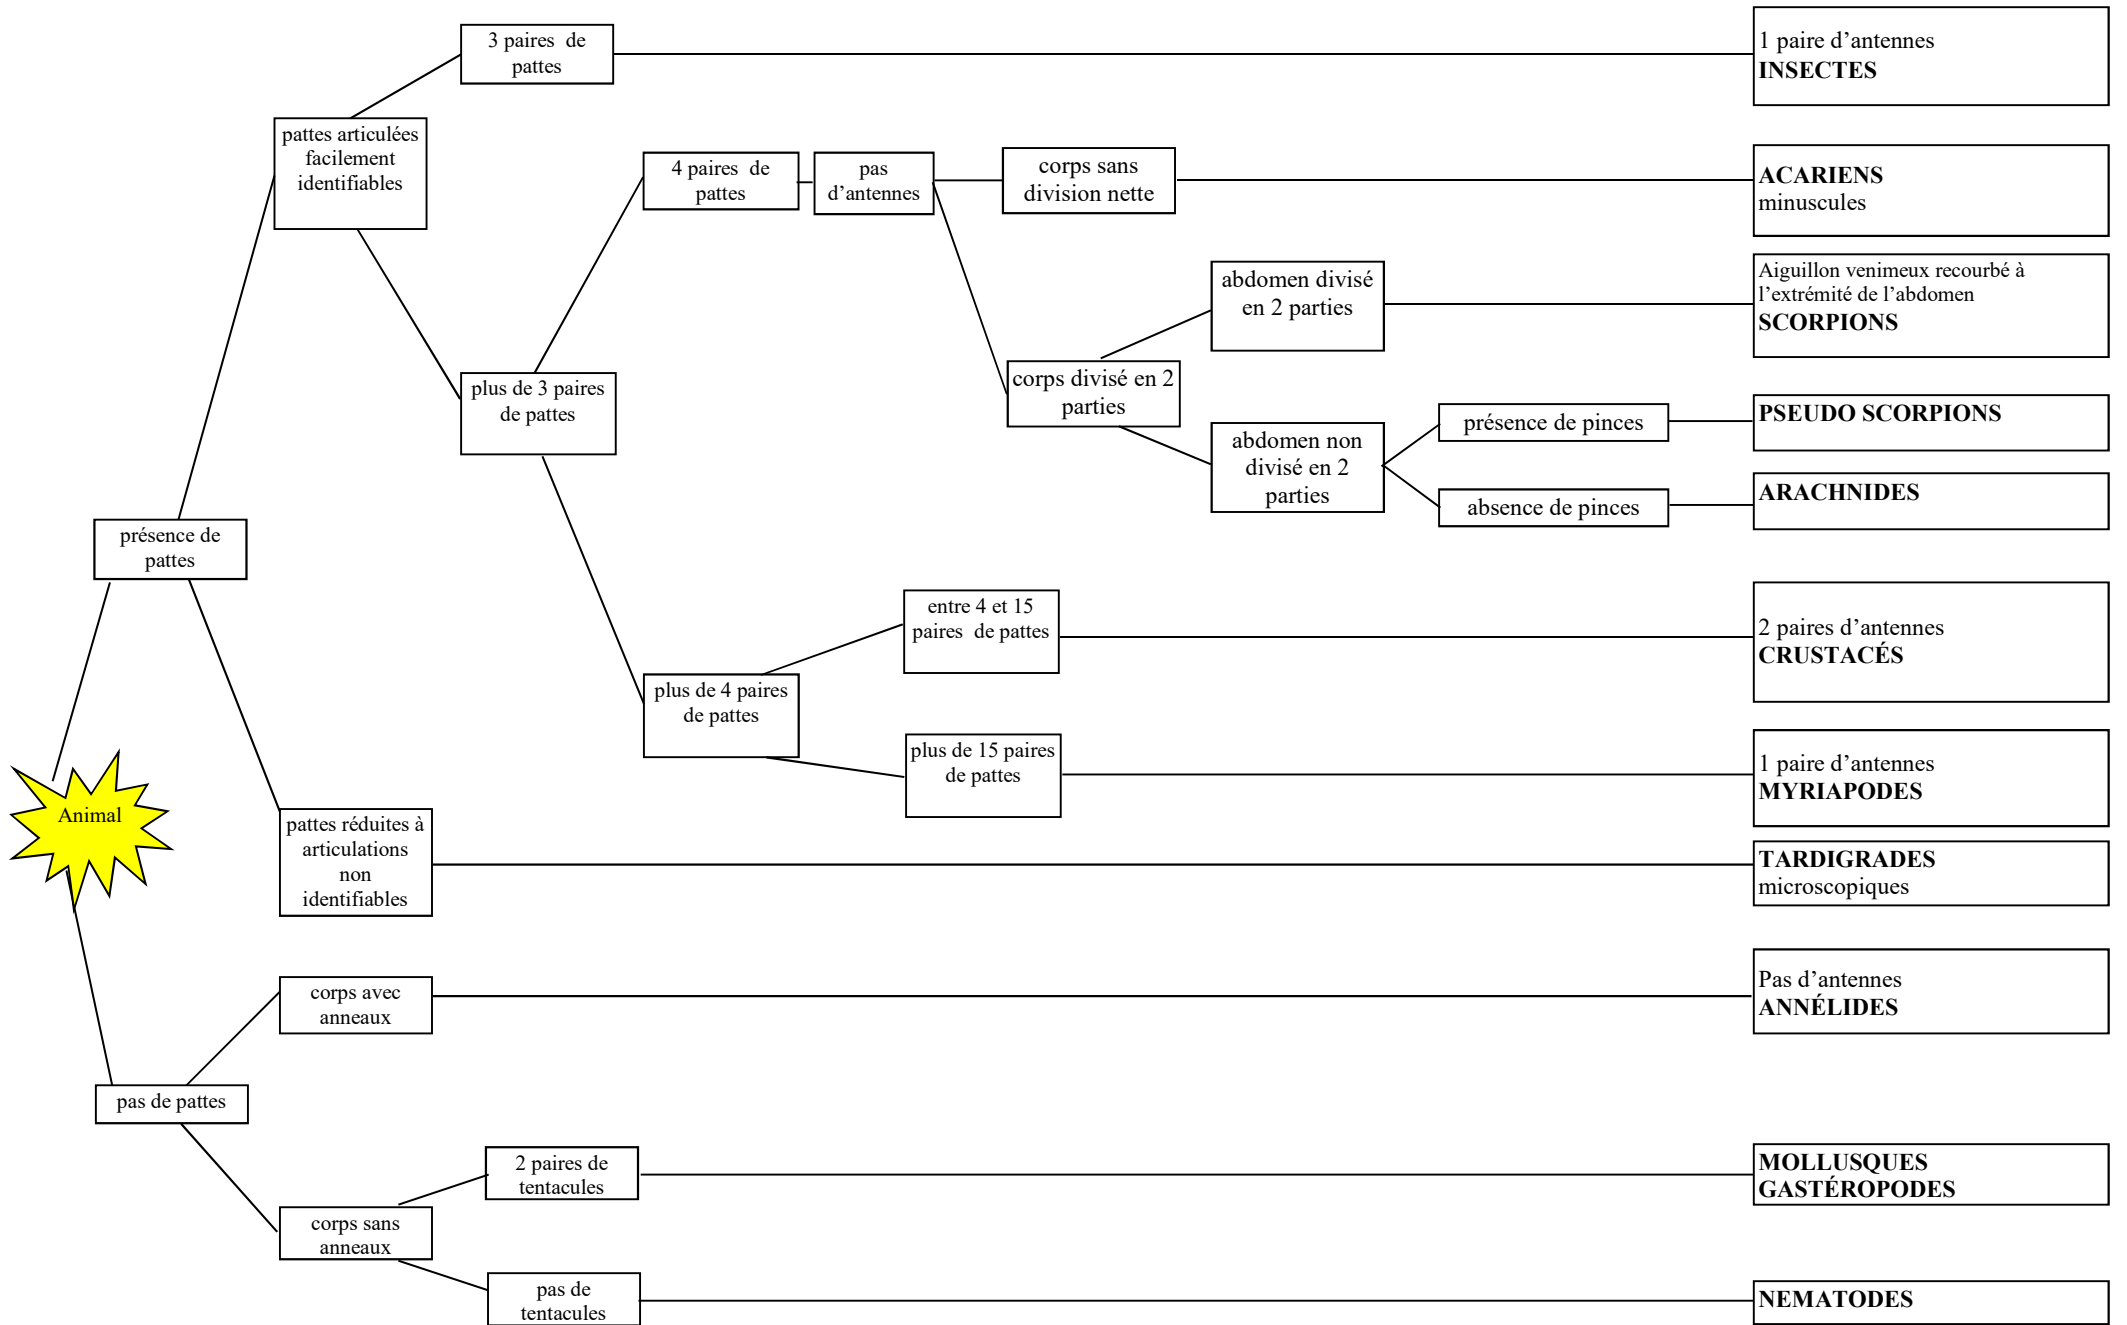 3 paires de
pattes
1 paire d’antennes
INSECTES
pattes articulées
facilement
identifiables
4 paires de
pattes
pas
d’antennes
corps sans
division nette
ACARIENS
minuscules
abdomen divisé
en 2 parties
Aiguillon venimeux recourbé à
l’extrémité de l’abdomen
SCORPIONS
plus de 3 paires
de pattes
corps divisé en 2
parties
abdomen non
divisé en 2
parties
présence de pinces
PSEUDO SCORPIONS
absence de pinces
ARACHNIDES
présence de
pattes
entre 4 et 15
paires de pattes
2 paires d’antennes
CRUSTACÉS
plus de 4 paires
de pattes
plus de 15 paires
de pattes
1 paire d’antennes
MYRIAPODES
Animal
pattes réduites à
articulations
non
identifiables
TARDIGRADES
microscopiques
corps avec
anneaux
Pas d’antennes
ANNÉLIDES
pas de pattes
2 paires de
tentacules
MOLLUSQUES
GASTÉROPODES
corps sans
anneaux
pas de
tentacules
NEMATODES